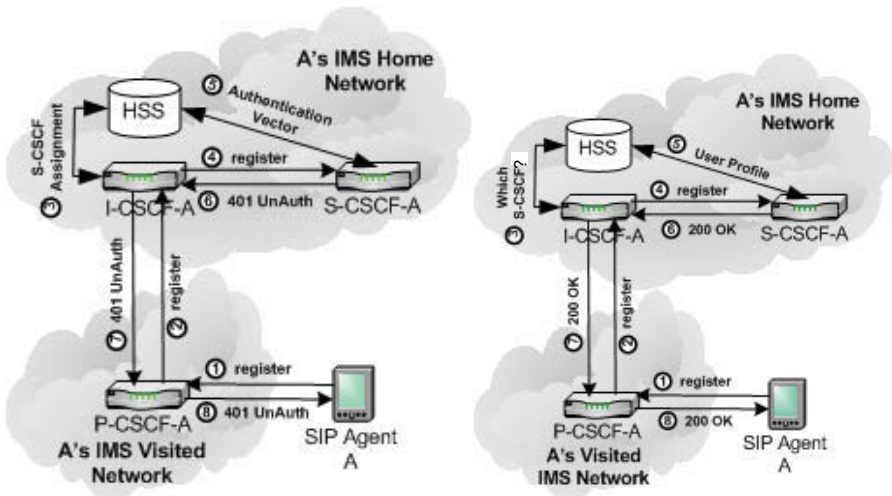 A's IMS Home
Network
HSS
⑤ Authentication
Vector
S-CSCF
Assignment
③
④ register
⑥ 401 UnAuth
I-CSCF-A
S-CSCF-A
⑦ 401 UnAuth
② register
① register
⑧ 401 UnAuth
P-CSCF-A
SIP Agent
A
A's IMS Visited
Network
A's IMS Home
Network
HSS
⑤ User Profile
Which
S-CSCF?
③
④ register
⑥ 200 OK
I-CSCF-A
S-CSCF-A
⑦ 200 OK
② register
① register
⑧ 200 OK
P-CSCF-A
SIP Agent
A
A's Visited
IMS Network